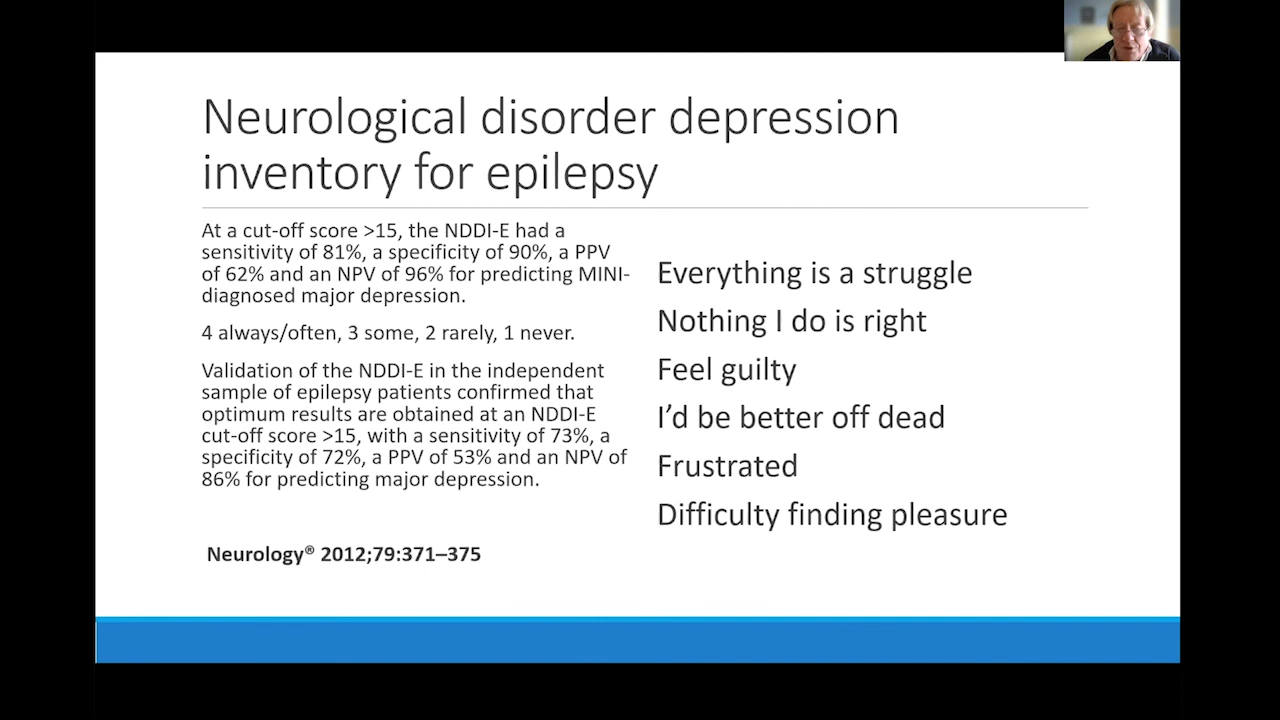 Neurological disorder depression
inventory for epilepsy
At a cut-off score >15, the NDDI-E had a
sensitivity of 81%, a specificity of 90%, a PPV
of 62% and an NPV of 96% for predicting MINI-
diagnosed major depression.
4 always/often, 3 some, 2 rarely, 1 never.
Validation of the NDDI-E in the independent
sample of epilepsy patients confirmed that
optimum results are obtained at an NDDI-E
cut-off score >15, with a sensitivity of 73%, a
specificity of 72%, a PPV of 53% and an NPV of
86% for predicting major depression.
Neurology® 2012;79:371–375
Everything is a struggle
Nothing I do is right
Feel guilty
I’d be better off dead
Frustrated
Difficulty finding pleasure